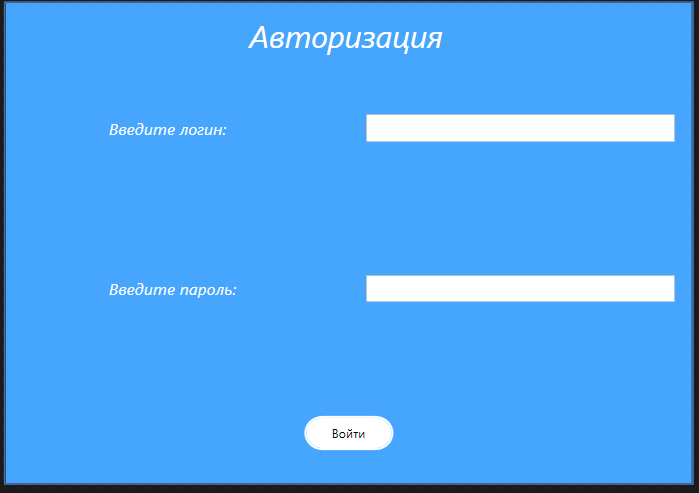 Авторизация
Введите логин:
Введите пароль:
Войти